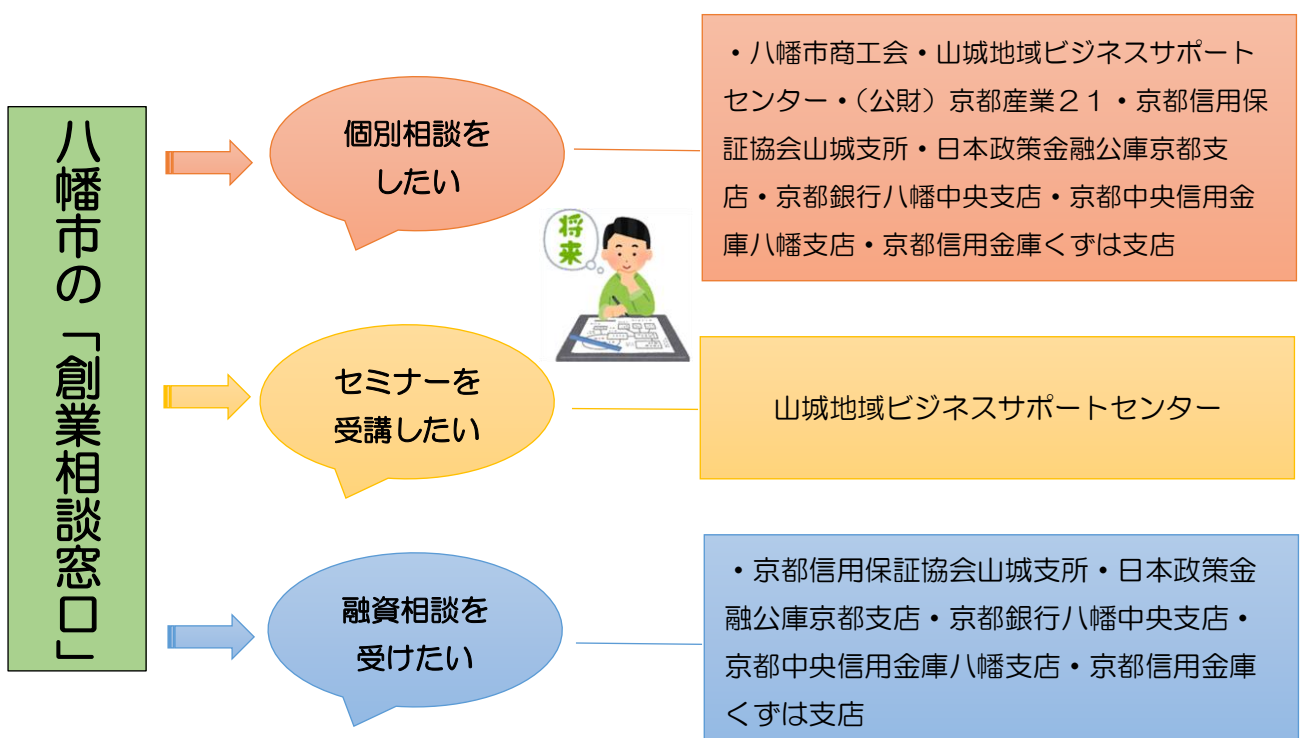 八幡市の「創業相談窓口」
個別相談を
したい
・八幡市商工会・山城地域ビジネスサポート
センター・（公財）京都産業２１・京都信用保
証協会山城支所・日本政策金融公庫京都支
店・京都銀行八幡中央支店・京都中央信用金
庫八幡支店・京都信用金庫くずは支店
将
来
セミナーを
受講したい
山城地域ビジネスサポートセンター
融資相談を
受けたい
・京都信用保証協会山城支所・日本政策金
融公庫京都支店・京都銀行八幡中央支店・
京都中央信用金庫八幡支店・京都信用金庫
くずは支店